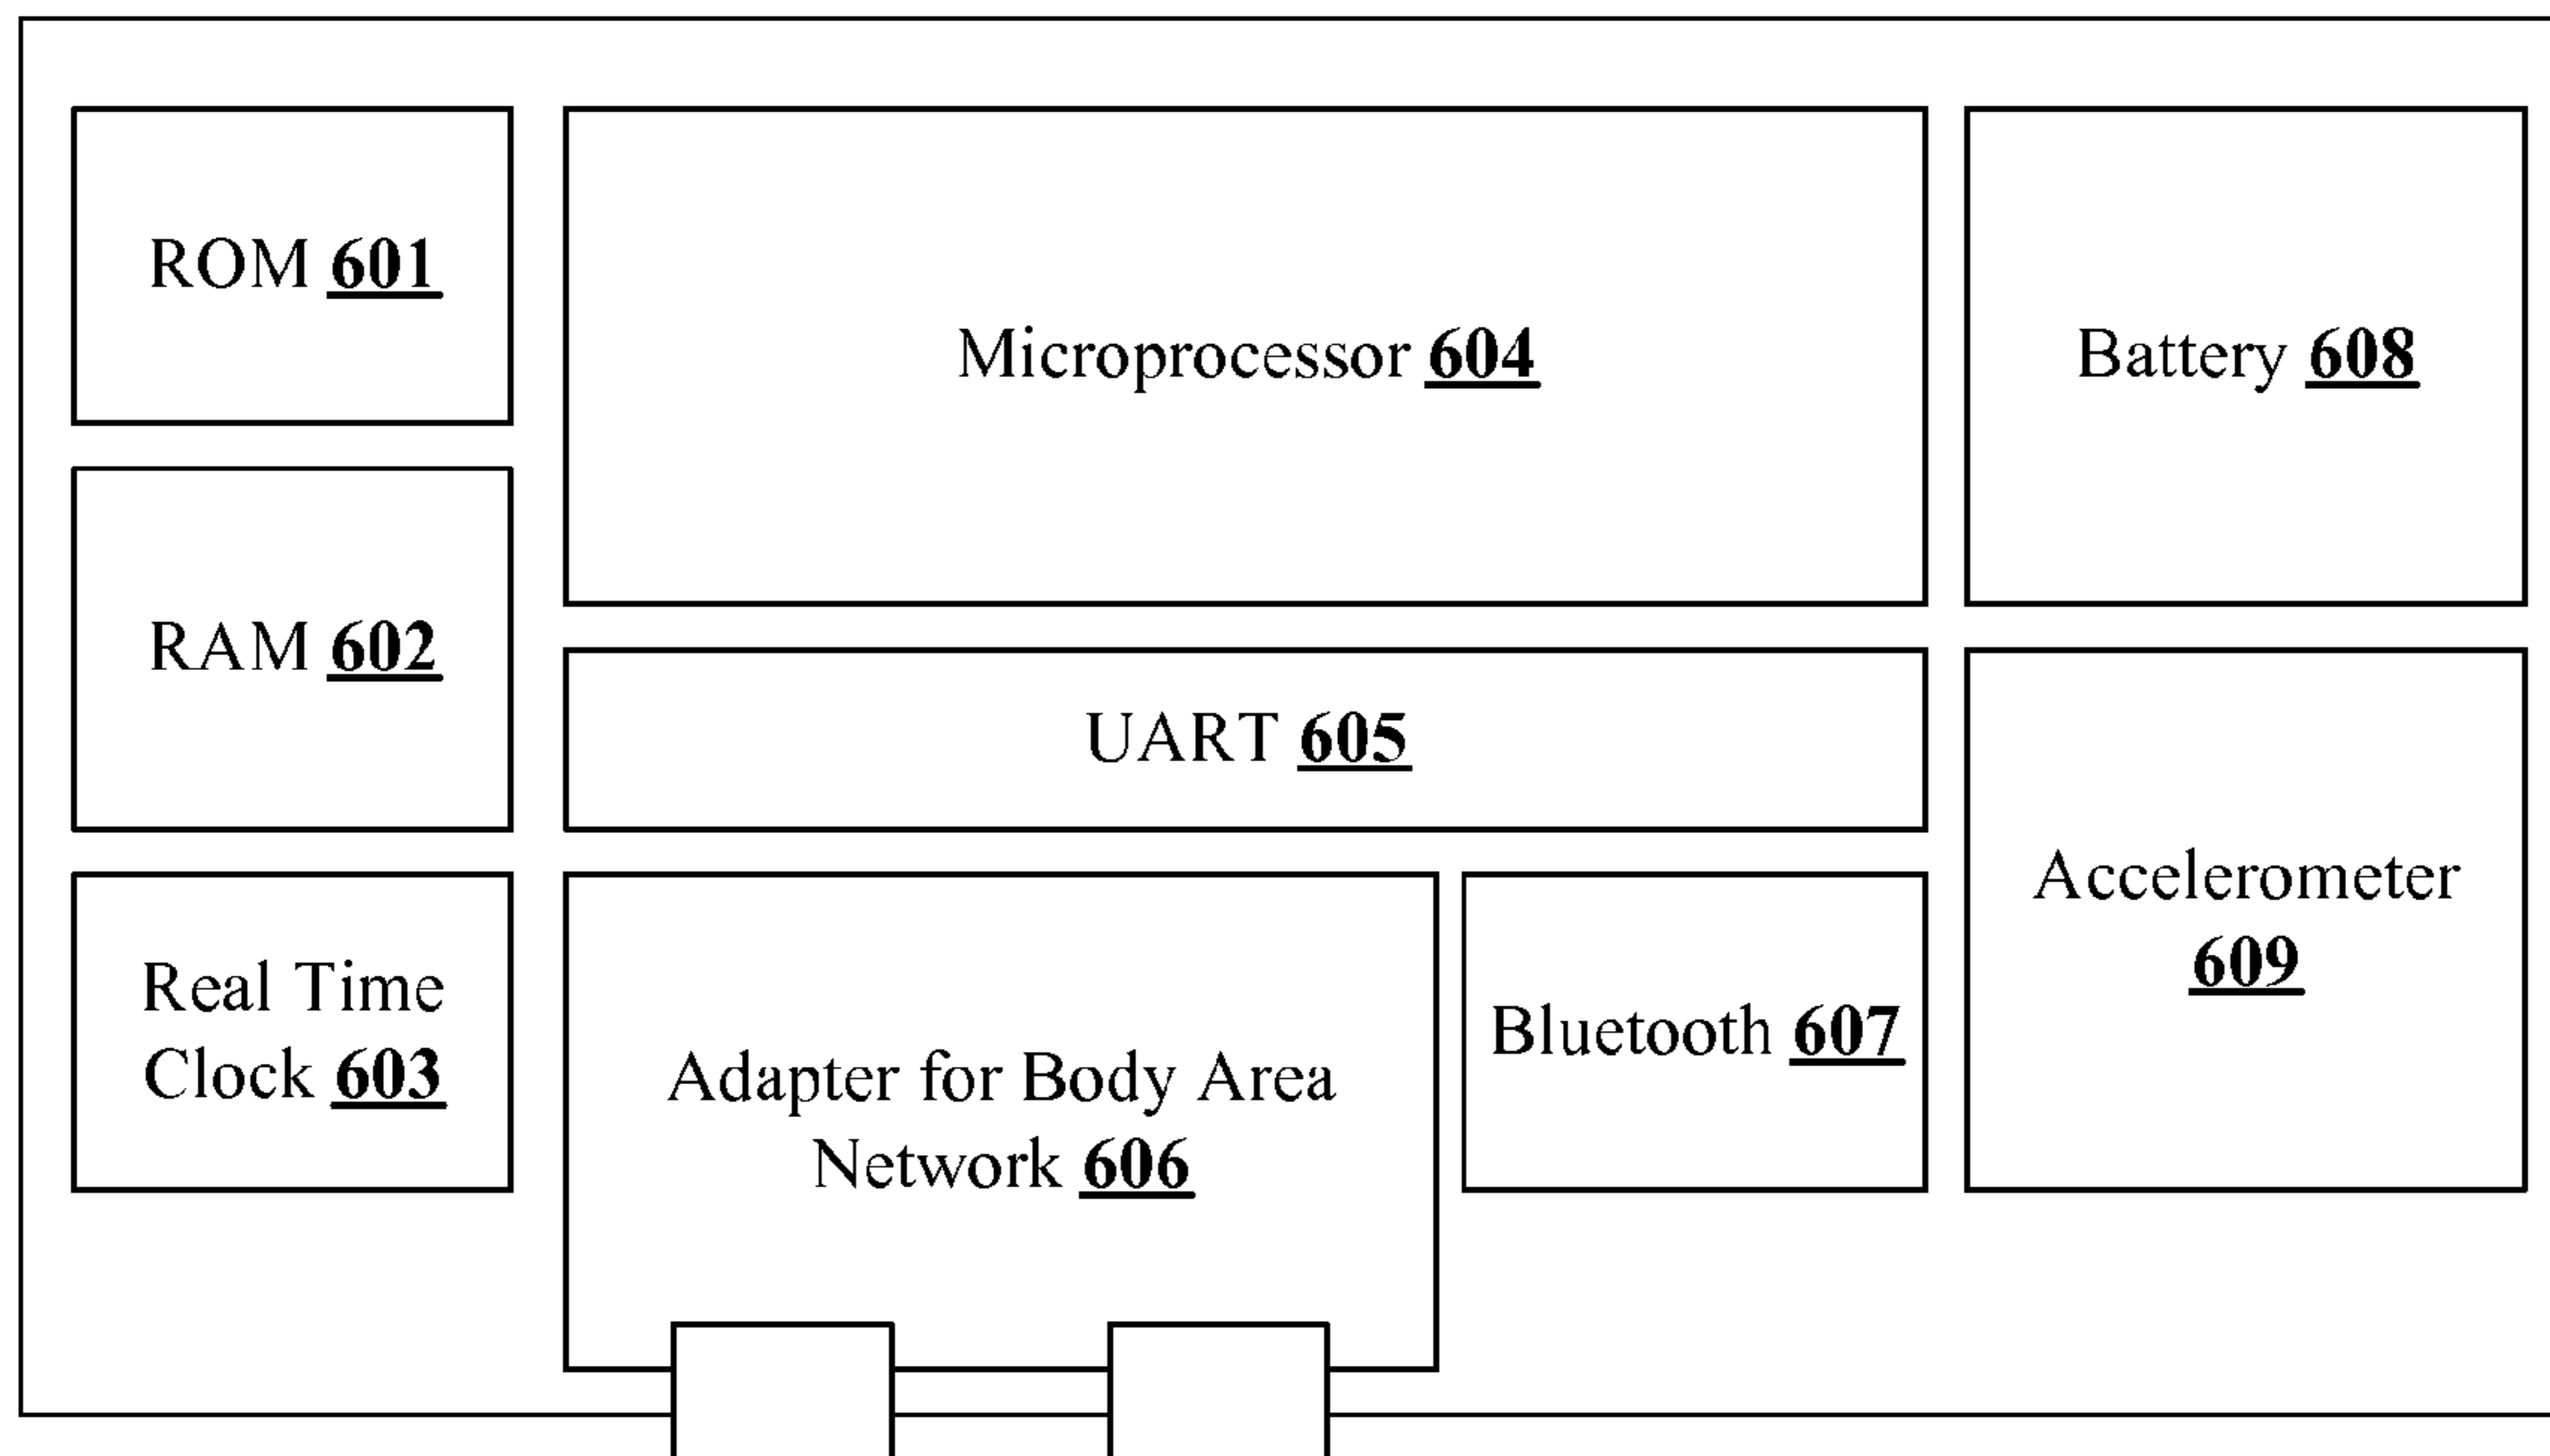 ROM 601
RAM 602
Real Time
Clock 603
Microprocessor 604
UART 605
Adapter for Body Area
Network 606
Bluetooth 607
Battery 608
Accelerometer
609